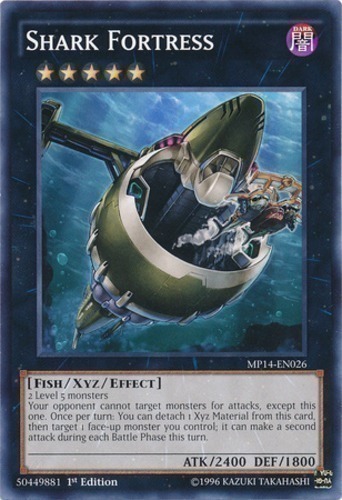 SHARK FORTRESS
DARK
闇
MP14-EN026
[FISH/XYZ/EFFECT]
2 Level 5 monsters
Your opponent cannot target monsters for attacks, except this
one. Once per turn: You can detach 1 Xyz Material from this card,
then target 1 face-up monster you control; it can make a second
attack during each Battle Phase this turn.
ATK/2400 DEF/1800
50449881 1st Edition ©1996 KAZUKI TAKAHASHI